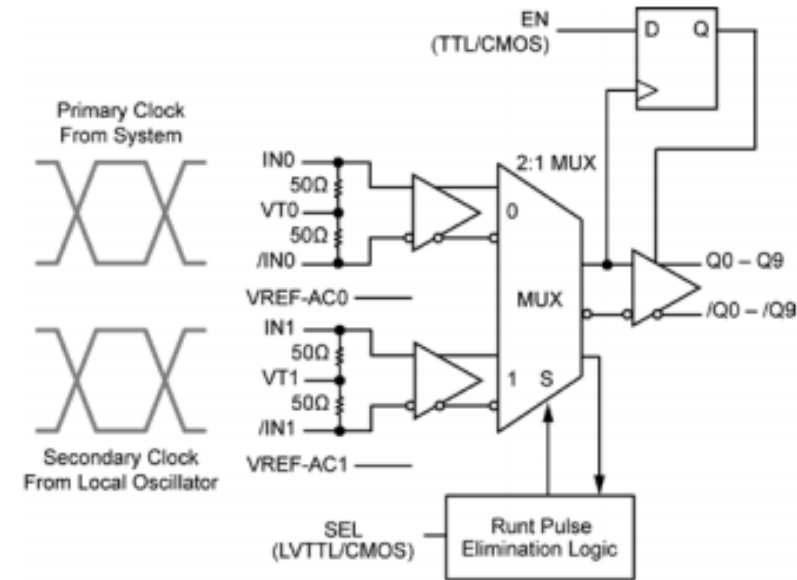 EN
(TTL/CMOS)
D Q
Primary Clock
From System
IN0
50Ω
VT0
50Ω
/IN0
VREF-AC0
2:1 MUX
0
MUX
Q0 – Q9
/Q0 – /Q9
IN1
50Ω
VT1
50Ω
/IN1
VREF-AC1
1 S
Secondary Clock
From Local Oscillator
SEL
(LVTTL/CMOS)
Runt Pulse
Elimination Logic